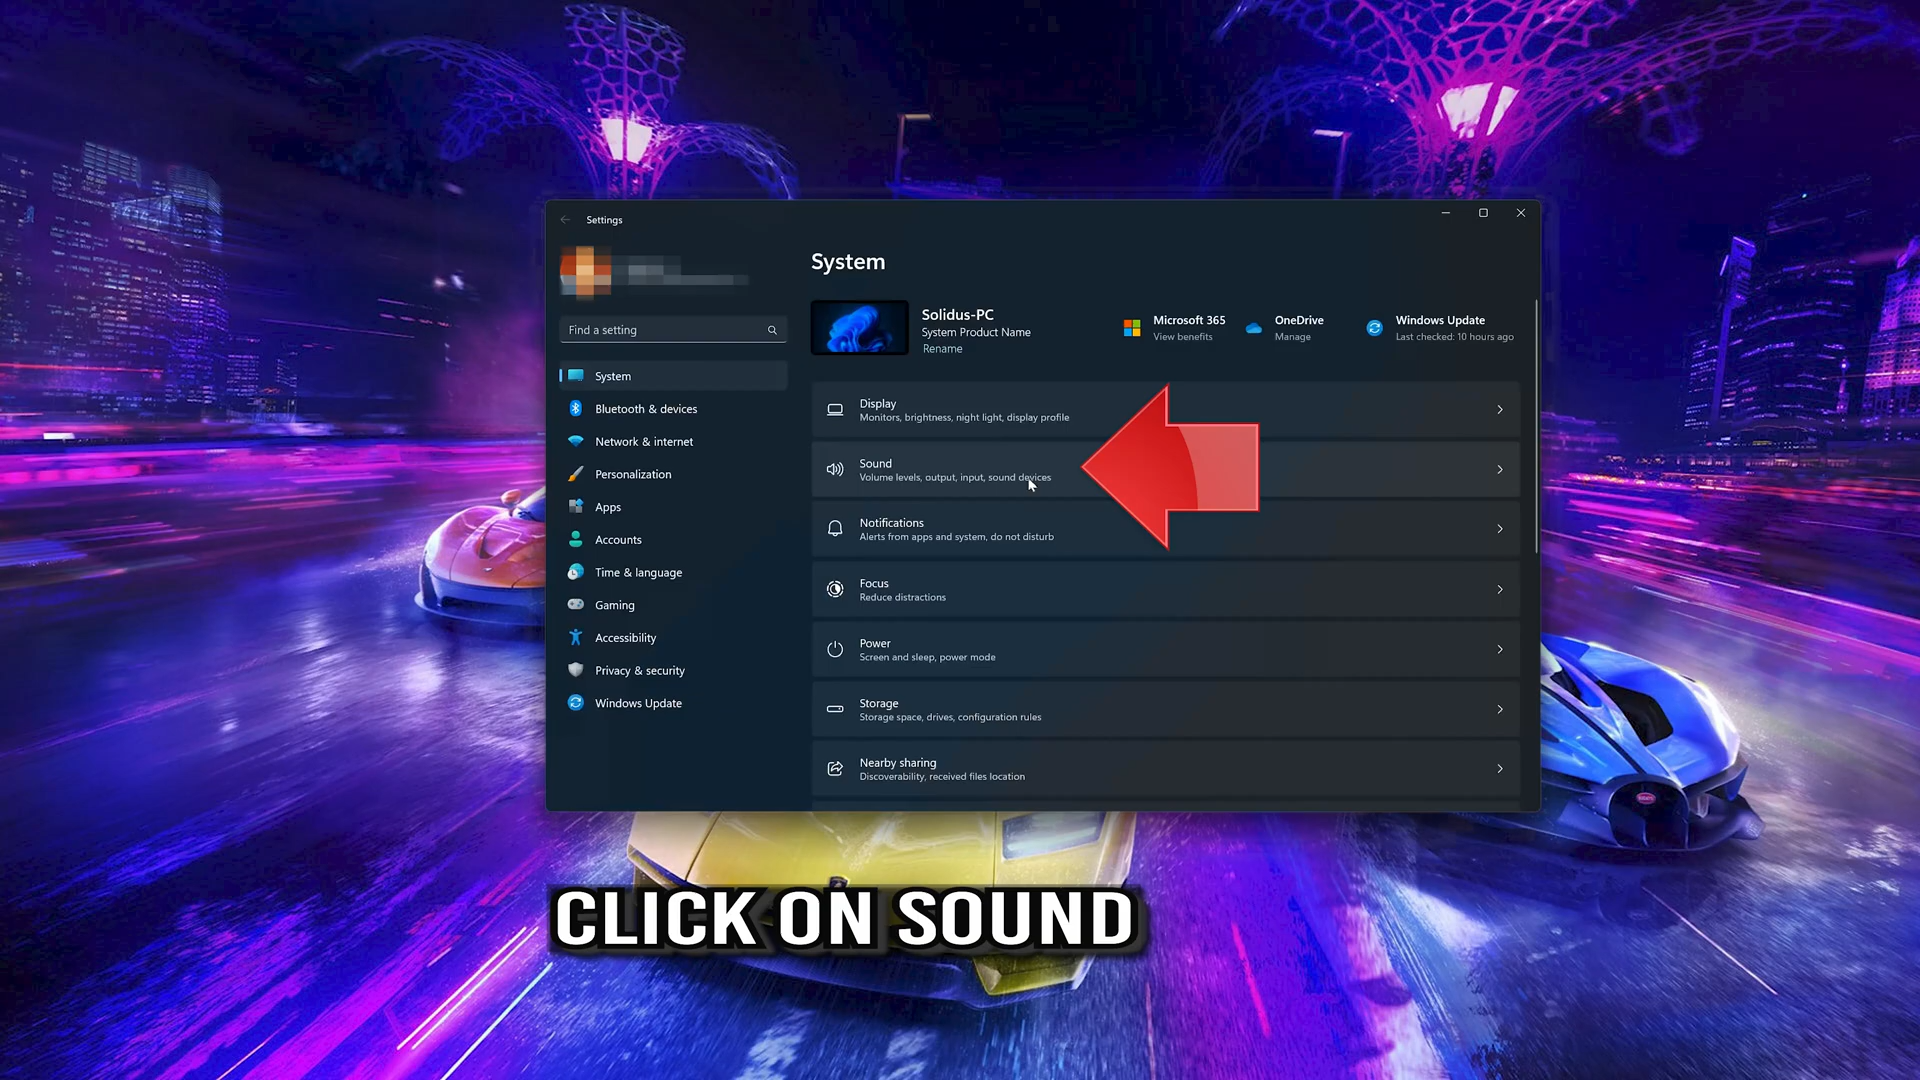 Settings
Find a setting
System
Bluetooth & devices
Network & internet
Personalization
Apps
Accounts
Time & language
Gaming
Accessibility
Privacy & security
Windows Update
System
Solidus-PC
System Product Name
Rename
Microsoft 365
View benefits
OneDrive
Manage
Windows Update
Last checked: 10 hours ago
Display
Monitors, brightness, night light, display profile
Sound
Volume levels, output, input, sound devices
Notifications
Alerts from apps and system, do not disturb
Focus
Reduce distractions
Power
Screen and sleep, power mode
Storage
Storage space, drives, configuration rules
Nearby sharing
Discoverability, received files location
CLICK ON SOUND